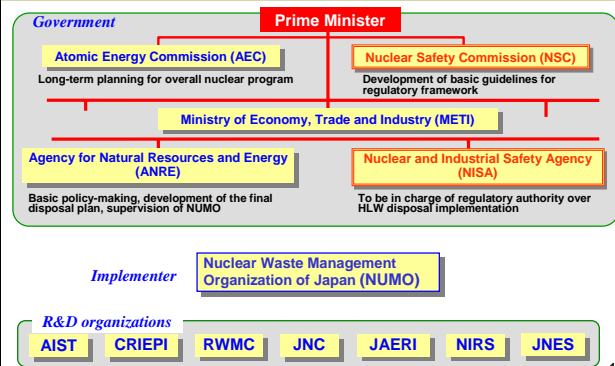 Government
Prime Minister
Atomic Energy Commission (AEC)
Long-term planning for overall nuclear program
Nuclear Safety Commission (NSC)
Development of basic guidelines for
regulatory framework
Ministry of Economy, Trade and Industry (METI)
Agency for Natural Resources and Energy
(ANRE)
Basic policy-making, development of the final
disposal plan, supervision of NUMO
Nuclear and Industrial Safety Agency
(NISA)
To be in charge of regulatory authority over
HLW disposal implementation
Implementer
Nuclear Waste Management
Organization of Japan (NUMO)
R&D organizations
AIST CRIEPI RWMC JNC JAERI NIRS JNES